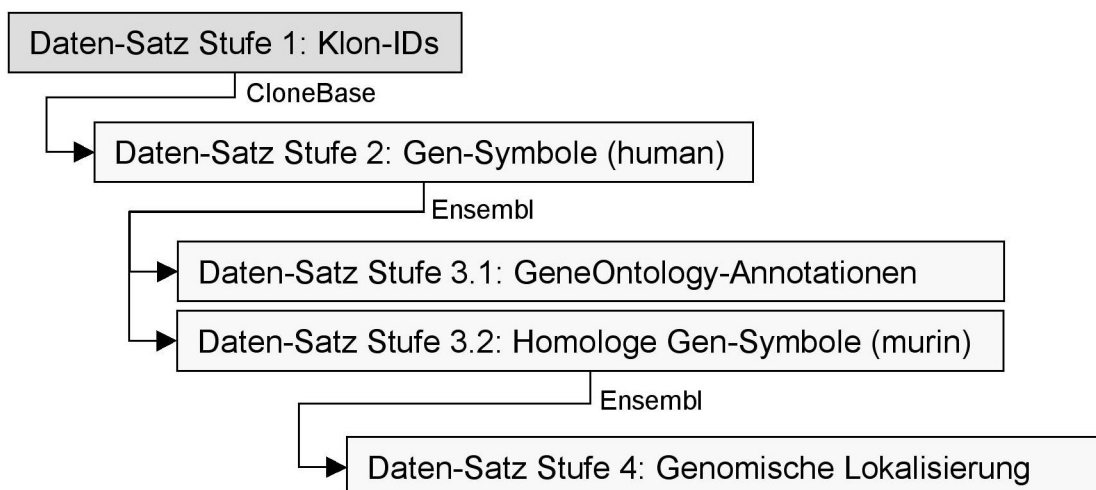 Daten-Satz Stufe 1: Klon-IDs
CloneBase
Daten-Satz Stufe 2: Gen-Symbole (human)
Ensembl
Daten-Satz Stufe 3.1: GeneOntology-Annotationen
Daten-Satz Stufe 3.2: Homologe Gen-Symbole (murin)
Ensembl
Daten-Satz Stufe 4: Genomische Lokalisierung